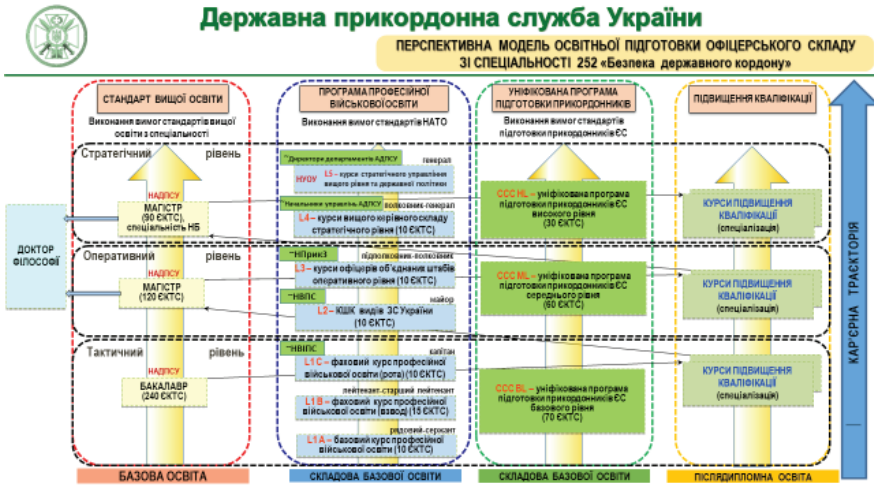 Державна прикордонна служба України
ПЕРСПЕКТИВНА МОДЕЛЬ ОСВІТНЬОЇ ПІДГОТОВКИ ОФІЦЕРСЬКОГО СКЛАДУ
ЗІ СПЕЦІАЛЬНОСТІ 252 «Безпека державного кордону»
СТАНДАРТ ВИЩОЇ ОСВІТИ
Виконання вимог стандартів вищої
освіти з спеціальності
ПРОГРАМА ПРОФЕСІЙНОЇ
ВІЙСЬКОВОЇ ОСВІТИ
Виконання вимог стандартів НАТО
УНІФІКОВАНА ПРОГРАМА
ПІДГОТОВКИ ПРИКОРДОННИКІВ
Виконання вимог стандартів
підготовки прикордонників ЄС
ПІДВИЩЕННЯ КВАЛІФІКАЦІЇ
Стратегічний рівень
НАДПСУ
МАГІСТР
(90 ЄКТС),
спеціальність НБ
~Директори департаментів АДПСУ
генерал
НУОУ
L5 – курси стратегічного управління
вищого рівня та державної політики
~Начальники управлінь АДПСУ
полковник-генерал
L4 – курси вищого керівного складу
стратегічного рівня (10 ЄКТС)
ССС HL – уніфікована програма
підготовки прикордонників ЄС
високого рівня
(30 ЄКТС)
КУРСИ ПІДВИЩЕННЯ
КВАЛІФІКАЦІЇ
(спеціалізація)
ДОКТОР
ФІЛОСОФІЇ
Оперативний рівень
НАДПСУ
МАГІСТР
(120 ЄКТС)
~НПрикЗ
підполковник-полковник
L3 – курси офіцерів об'єднаних штабів
оперативного рівня (10 ЄКТС)
~НВПС
майор
L2 – КШК видів ЗС України
(10 ЄКТС)
ССС ML – уніфікована програма
підготовки прикордонників ЄС
середнього рівня
(60 ЄКТС)
КУРСИ ПІДВИЩЕННЯ
КВАЛІФІКАЦІЇ
(спеціалізація)
Тактичний рівень
НАДПСУ
БАКАЛАВР
(240 ЄКТС)
~НВІПС
капітан
L1C – фаховий курс професійної
військової освіти (рота) (10 ЄКТС)
лейтенант-старший лейтенант
L1B – фаховий курс професійної
військової освіти (взвод) (15 ЄКТС)
рядовий-сержант
L1A – базовий курс професійної
військової освіти (10 ЄКТС)
ССС BL – уніфікована програма
підготовки прикордонників ЄС
базового рівня
(70 ЄКТС)
КУРСИ ПІДВИЩЕННЯ
КВАЛІФІКАЦІЇ
(спеціалізація)
КАР'ЄРНА ТРАЄКТОРІЯ
БАЗОВА ОСВІТА
СКЛАДОВА БАЗОВОЇ ОСВІТИ
СКЛАДОВА БАЗОВОЇ ОСВІТИ
ПІСЛЯДИПЛОМНА ОСВІТА